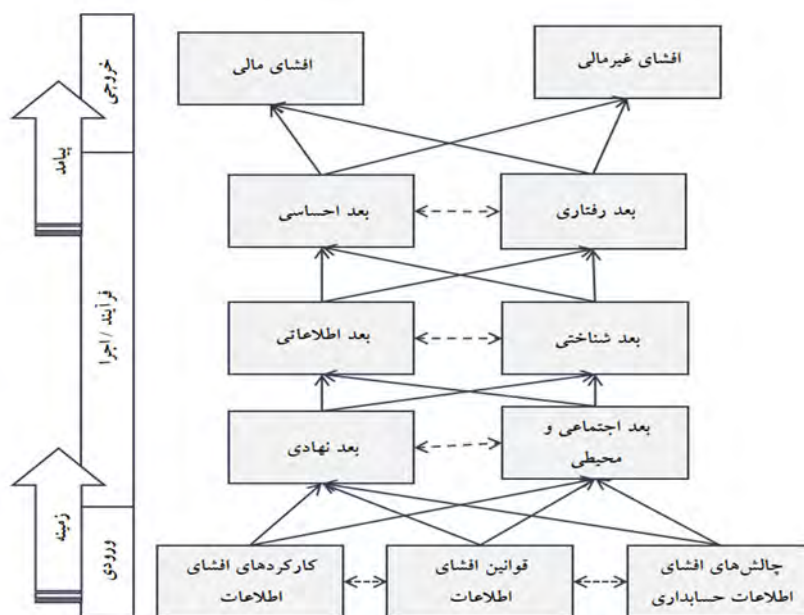 افشای غیرمالی
افشای مالی
بعد رفتاری
بعد احساسی
بعد شناختی
بعد اطلاعاتی
بعد اجتماعی و
محیطی
بعد نهادی
چالش‌های افشای
اطلاعات حسابداری
قوانین افشای
اطلاعات
کارکردهای افشای
اطلاعات
خروجی
فرآیند / اجرا
ورودی
پیامد
زمینه